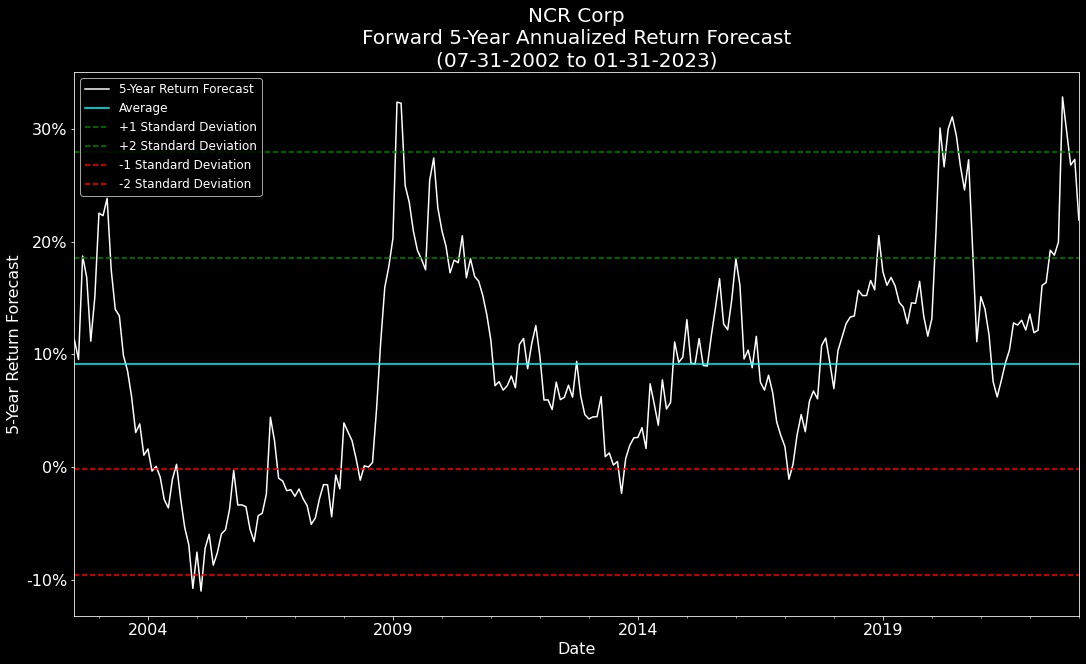 NCR Corp
Forward 5-Year Annualized Return Forecast
(07-31-2002 to 01-31-2023)
5-Year Return Forecast
Average
+1 Standard Deviation
+2 Standard Deviation
-1 Standard Deviation
-2 Standard Deviation
30%
20%
10%
0%
-10%
5-Year Return Forecast
2004
2009
2014
2019
Date